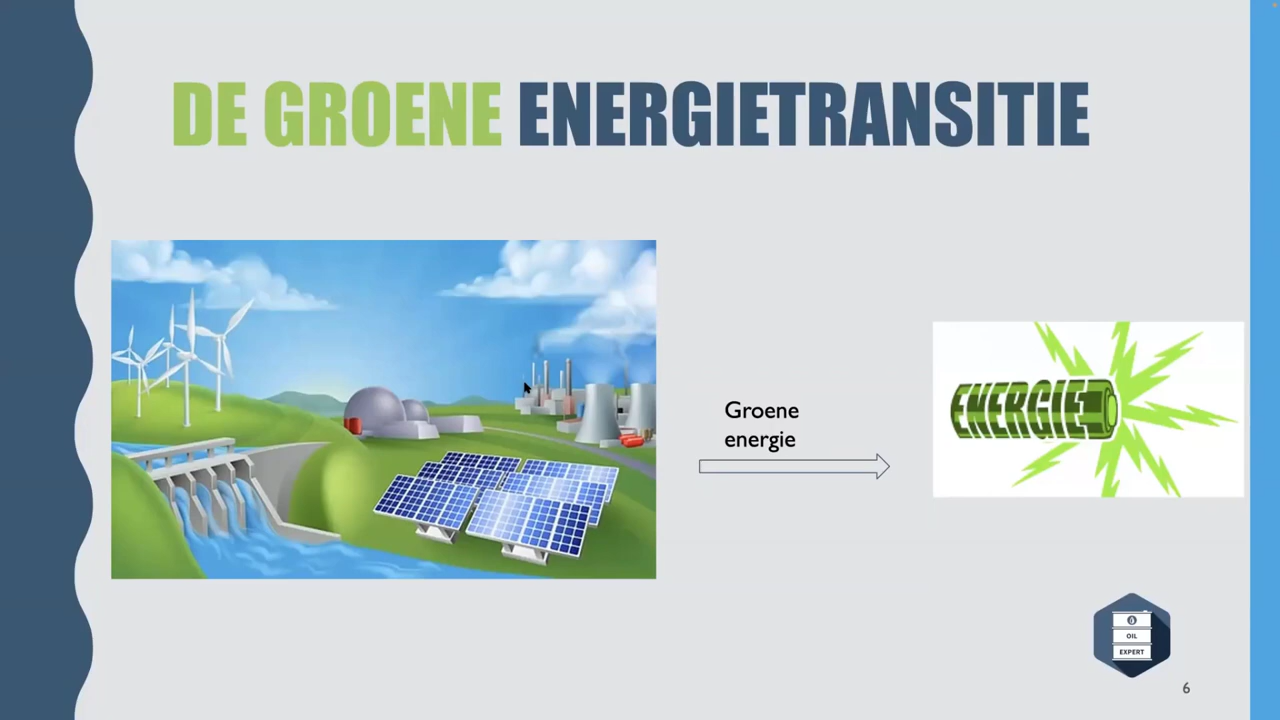 DE GROENE ENERGIETRANSITIE
Groene
energie
ENERGIE
OIL
EXPERT
6